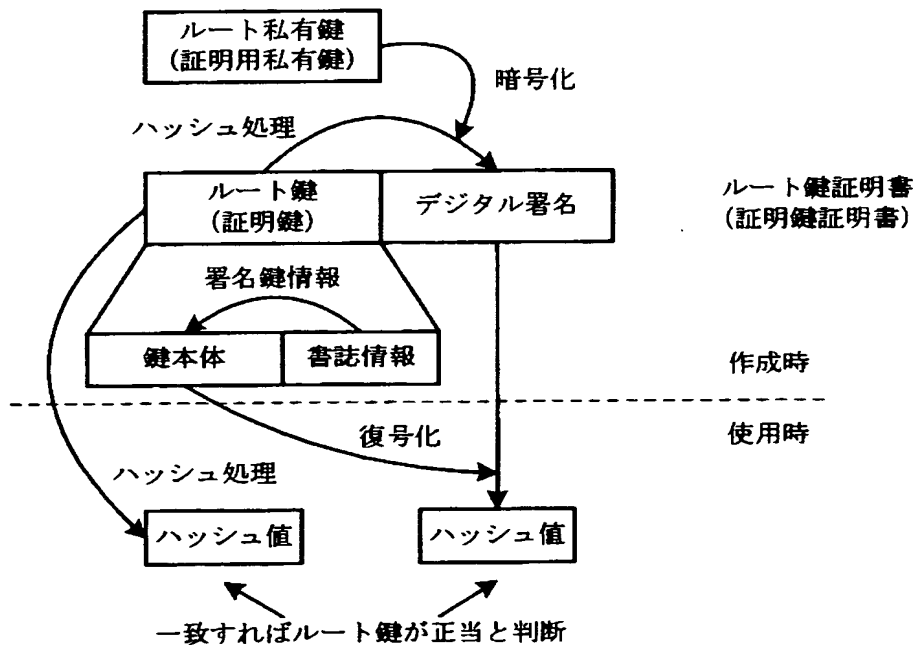 ルート私有鍵
(証明用私有鍵)
暗号化
ハッシュ処理
ルート鍵
(証明鍵)
デジタル署名
ルート鍵証明書
(証明鍵証明書)
署名鍵情報
鍵本体
書誌情報
作成時
使用時
復号化
ハッシュ処理
ハッシュ値
ハッシュ値
一致すればルート鍵が正当と判断